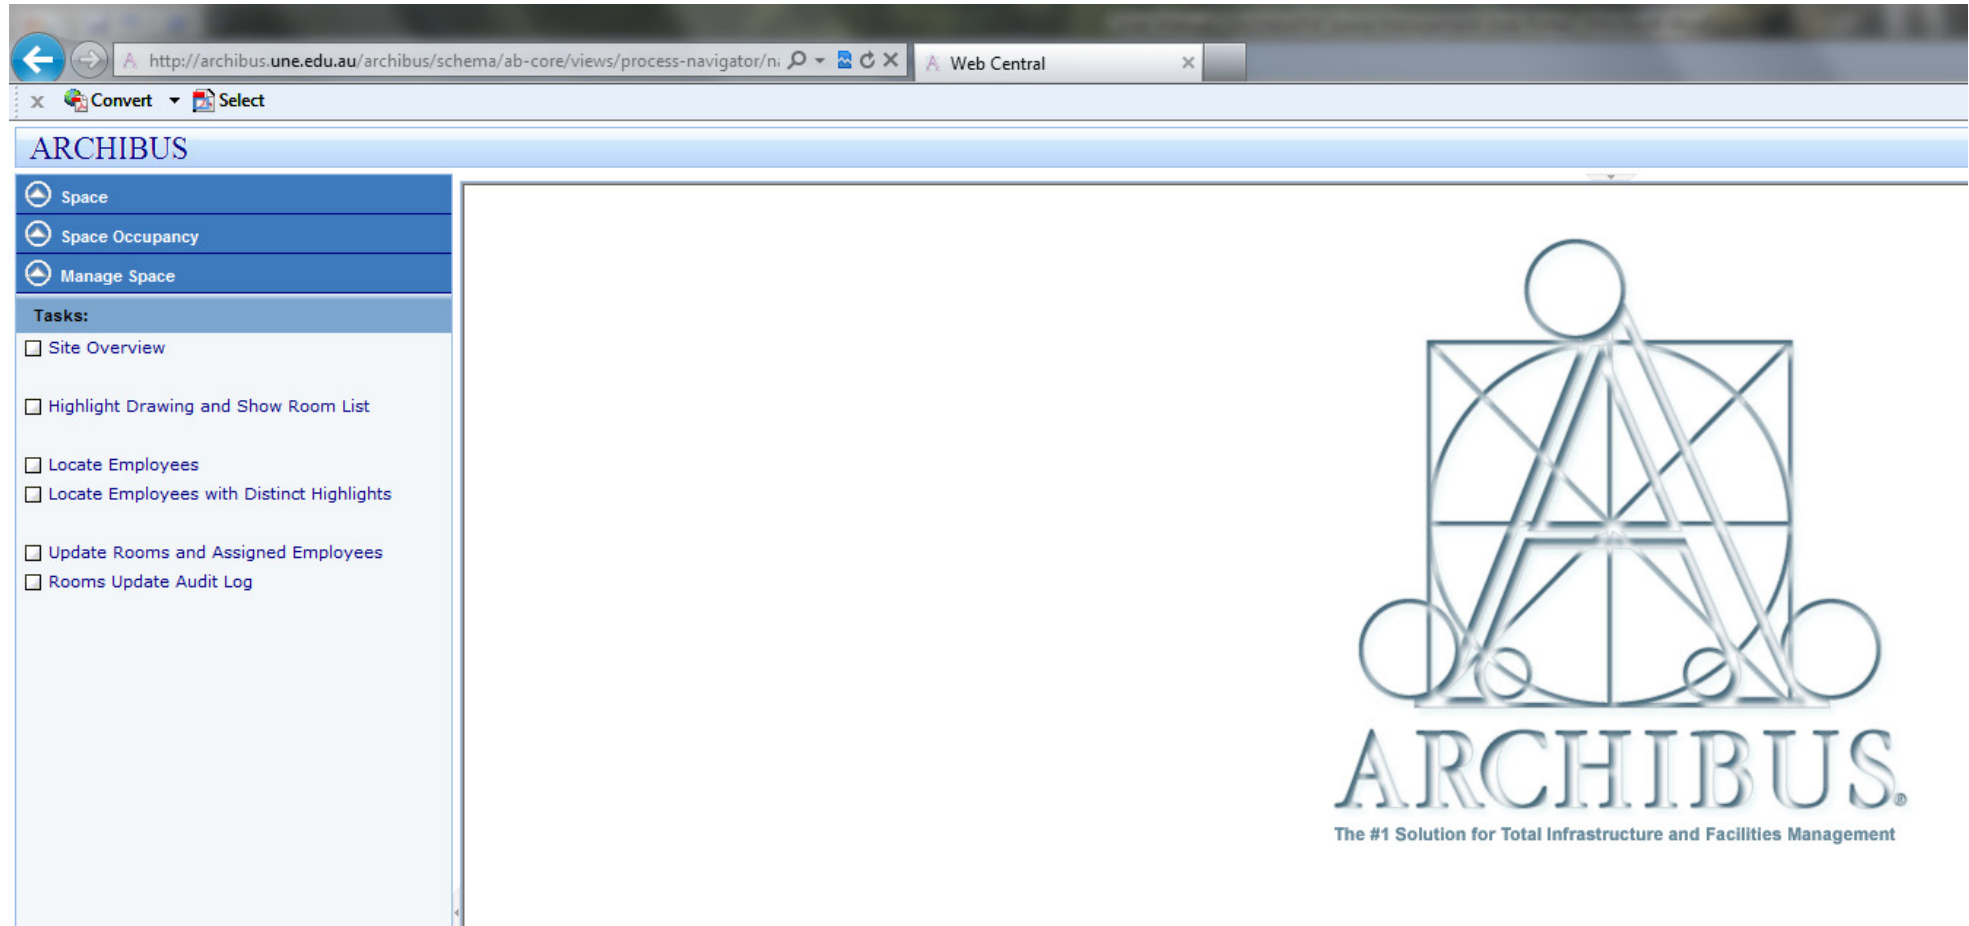 http://archibus.une.edu.au/archibus/schema/ab-core/views/process-navigator/n
Web Central
Convert Select
ARCHIBUS
Space
Space Occupancy
Manage Space
Tasks:
Site Overview
Highlight Drawing and Show Room List
Locate Employees
Locate Employees with Distinct Highlights
Update Rooms and Assigned Employees
Rooms Update Audit Log
ARCHIBUS®
The #1 Solution for Total Infrastructure and Facilities Management